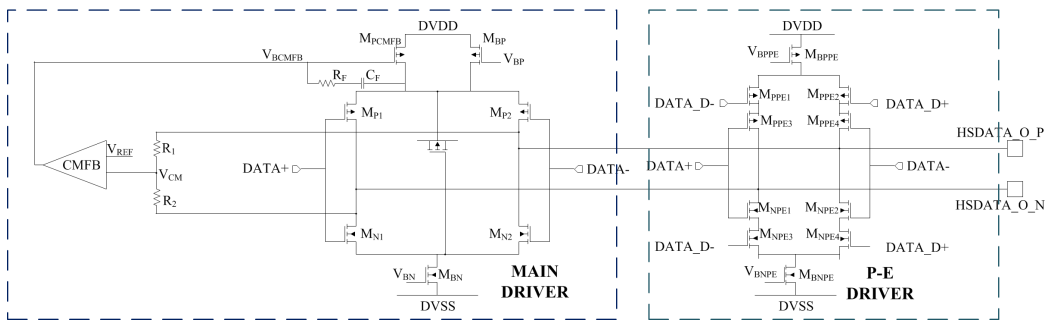 DVDD
M_PCMFB
M_BP
V_BCMFB
V_BP
R_F
C_F
M_P1
M_P2
CMFB
V_REF
R_1
V_CM
R_2
DATA+
DATA-
M_N1
M_N2
V_BN
M_BN
DVSS
MAIN
DRIVER
DVDD
V_BPPE
M_BPPE
DATA_D-
M_PPE1
M_PPE2
DATA_D+
M_PPE3
M_PPE4
DATA+
DATA-
M_NPE1
M_NPE2
DATA_D-
M_NPE3
M_NPE4
DATA_D+
V_BNPE
M_BNPE
DVSS
P-E
DRIVER
HSDATA_O_P
HSDATA_O_N